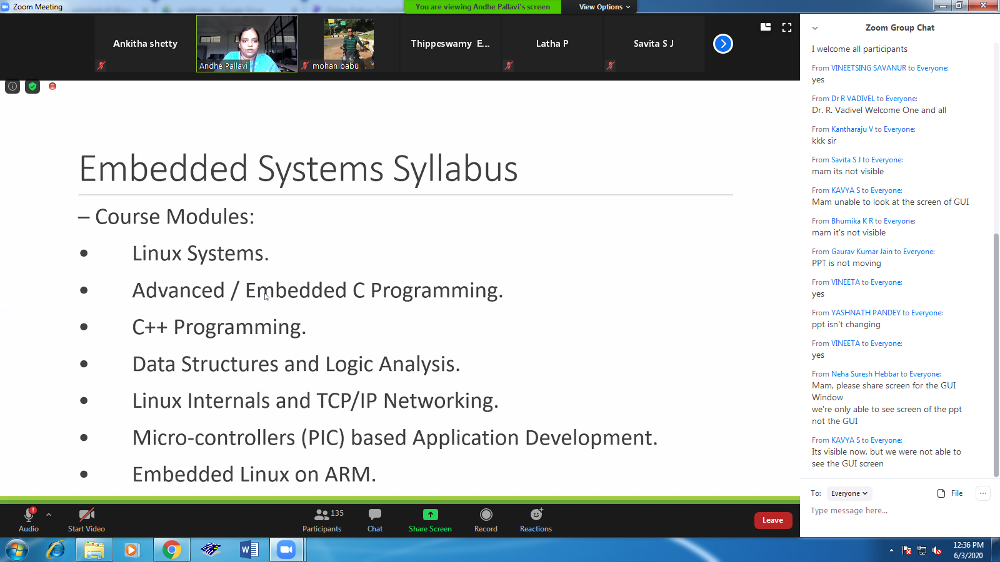 Zoom Meeting
You are viewing Andhe Pallavi's screen
View Options
Ankitha shetty
Andhe Pallavi
mohan babu
Thippeswamy E...
Latha P
Savita S J
Embedded Systems Syllabus
– Course Modules:
• Linux Systems.
• Advanced / Embedded C Programming.
• C++ Programming.
• Data Structures and Logic Analysis.
• Linux Internals and TCP/IP Networking.
• Micro-controllers (PIC) based Application Development.
• Embedded Linux on ARM.
Zoom Group Chat
I welcome all participants
From VINEETSING SAVANUR to Everyone:
yes
From Dr R VADIVEL to Everyone:
Dr. R. Vadivel Welcome One and all
From Kantharaju V to Everyone:
kkk sir
From Savita S J to Everyone:
mam its not visible
From KAVYA S to Everyone:
Mam unable to look at the screen of GUI
From Bhumika K R to Everyone:
mam it's not visible
From Gaurav Kumar Jain to Everyone:
PPT is not moving
From VINEETA to Everyone:
yes
From YASHNATH PANDEY to Everyone:
ppt isn't changing
From VINEETA to Everyone:
yes
From Neha Suresh Hebbar to Everyone:
Mam, please share screen for the GUI
Window
we're only able to see screen of the ppt
not the GUI
From KAVYA S to Everyone:
Its visible now, but we were not able to
see the GUI screen
To: Everyone
File
Type message here...
Audio
Start Video
135
Participants
Chat
Share Screen
Record
Reactions
Leave
12:36 PM
6/3/2020